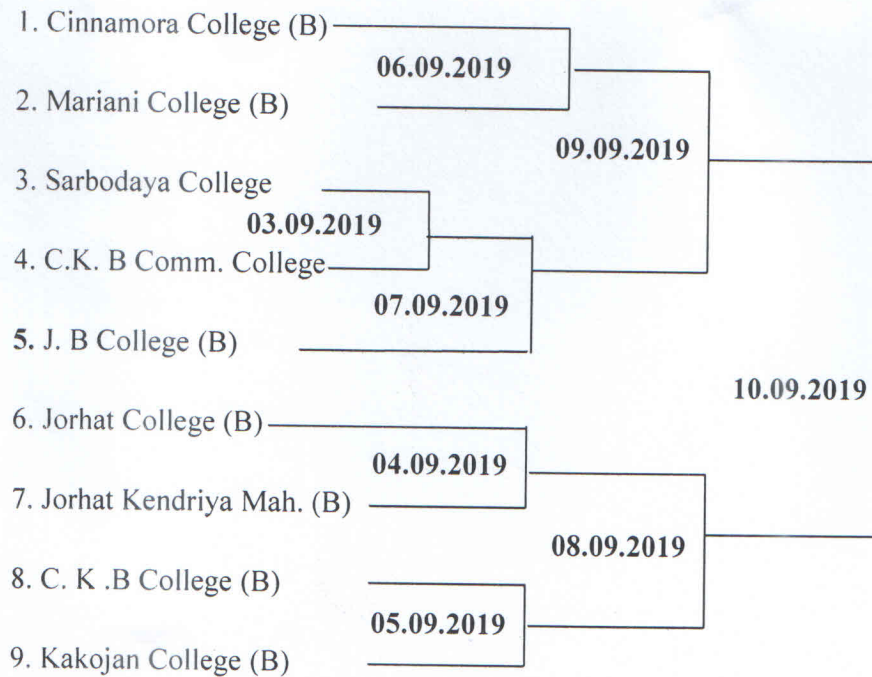 1. Cinnamora College (B)
06.09.2019
2. Mariani College (B)
09.09.2019
3. Sarbodaya College
03.09.2019
4. C.K. B Comm. College
07.09.2019
5. J. B College (B)
10.09.2019
6. Jorhat College (B)
04.09.2019
7. Jorhat Kendriya Mah. (B)
08.09.2019
8. C. K .B College (B)
05.09.2019
9. Kakojan College (B)